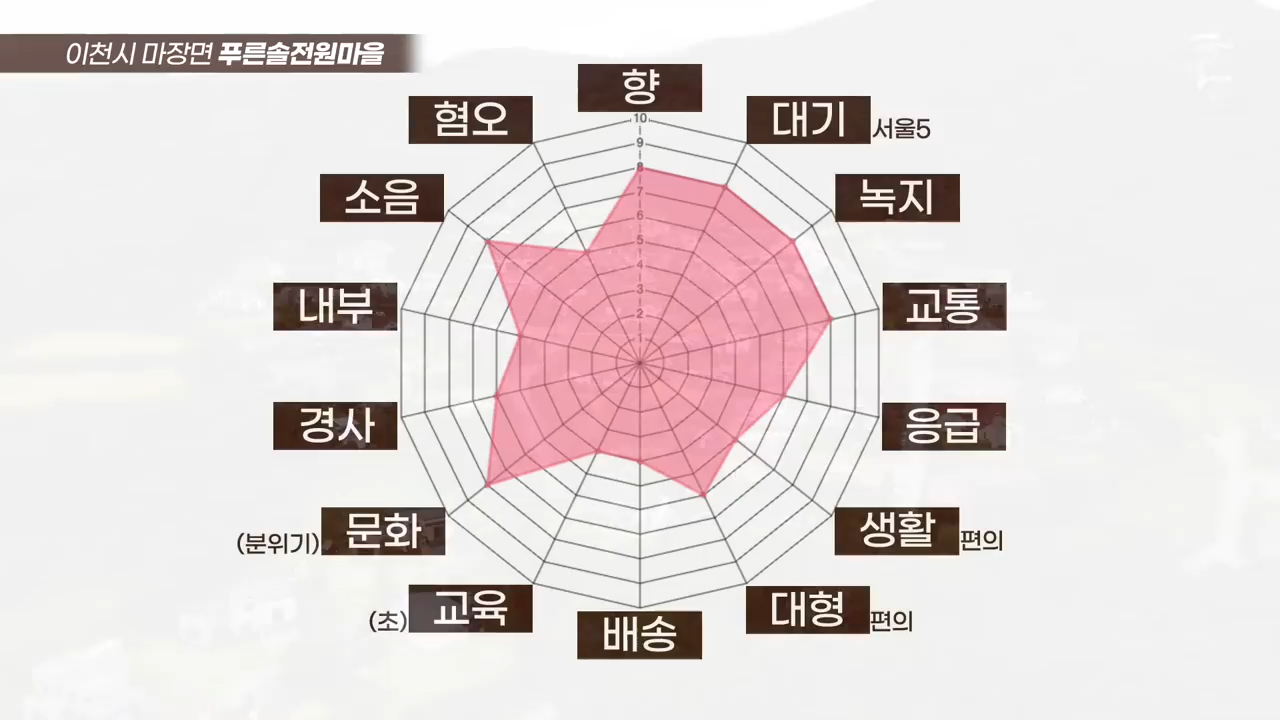 이천시 마장면 푸른솔전원마을
향
혐오
대기 서울5
소음
녹지
내부
교통
경사
응급
(분위기) 문화
생활 편의
(초) 교육
대형 편의
배송
10
9
8
7
6
5
4
3
2
1